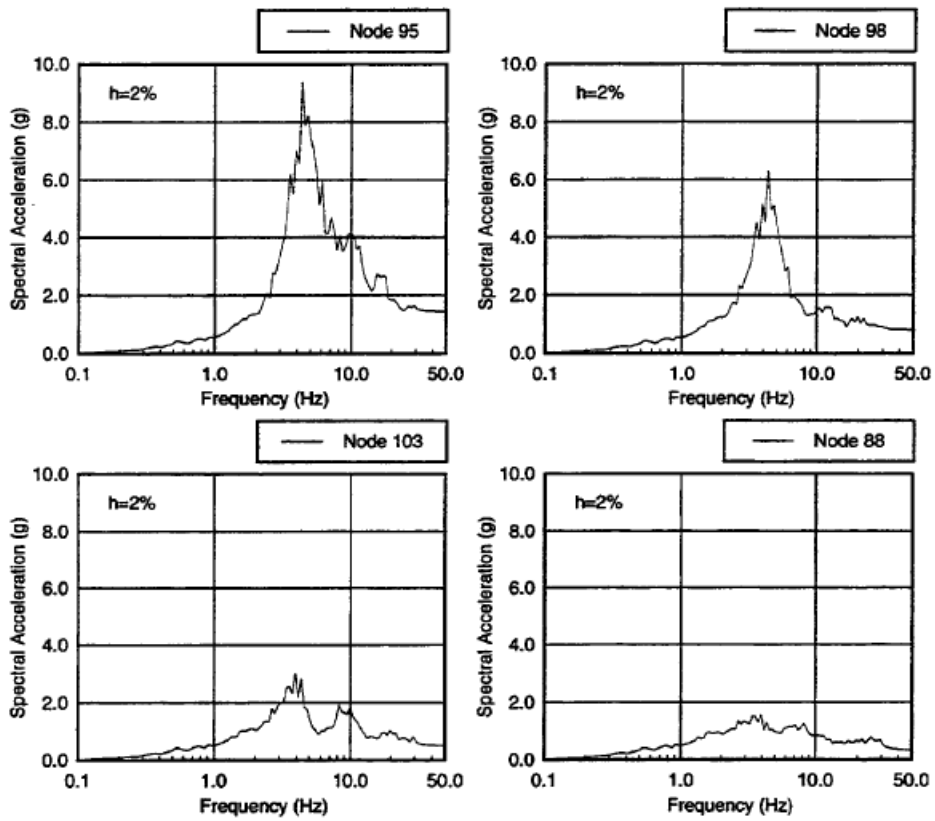 Node 95
Spectral Acceleration (g)
10.0
8.0
6.0
4.0
2.0
0.0
h=2%
0.1 1.0 10.0 50.0
Frequency (Hz)
Node 98
Spectral Acceleration (g)
10.0
8.0
6.0
4.0
2.0
0.0
h=2%
0.1 1.0 10.0 50.0
Frequency (Hz)
Node 103
Spectral Acceleration (g)
10.0
8.0
6.0
4.0
2.0
0.0
h=2%
0.1 1.0 10.0 50.0
Frequency (Hz)
Node 88
Spectral Acceleration (g)
10.0
8.0
6.0
4.0
2.0
0.0
h=2%
0.1 1.0 10.0 50.0
Frequency (Hz)